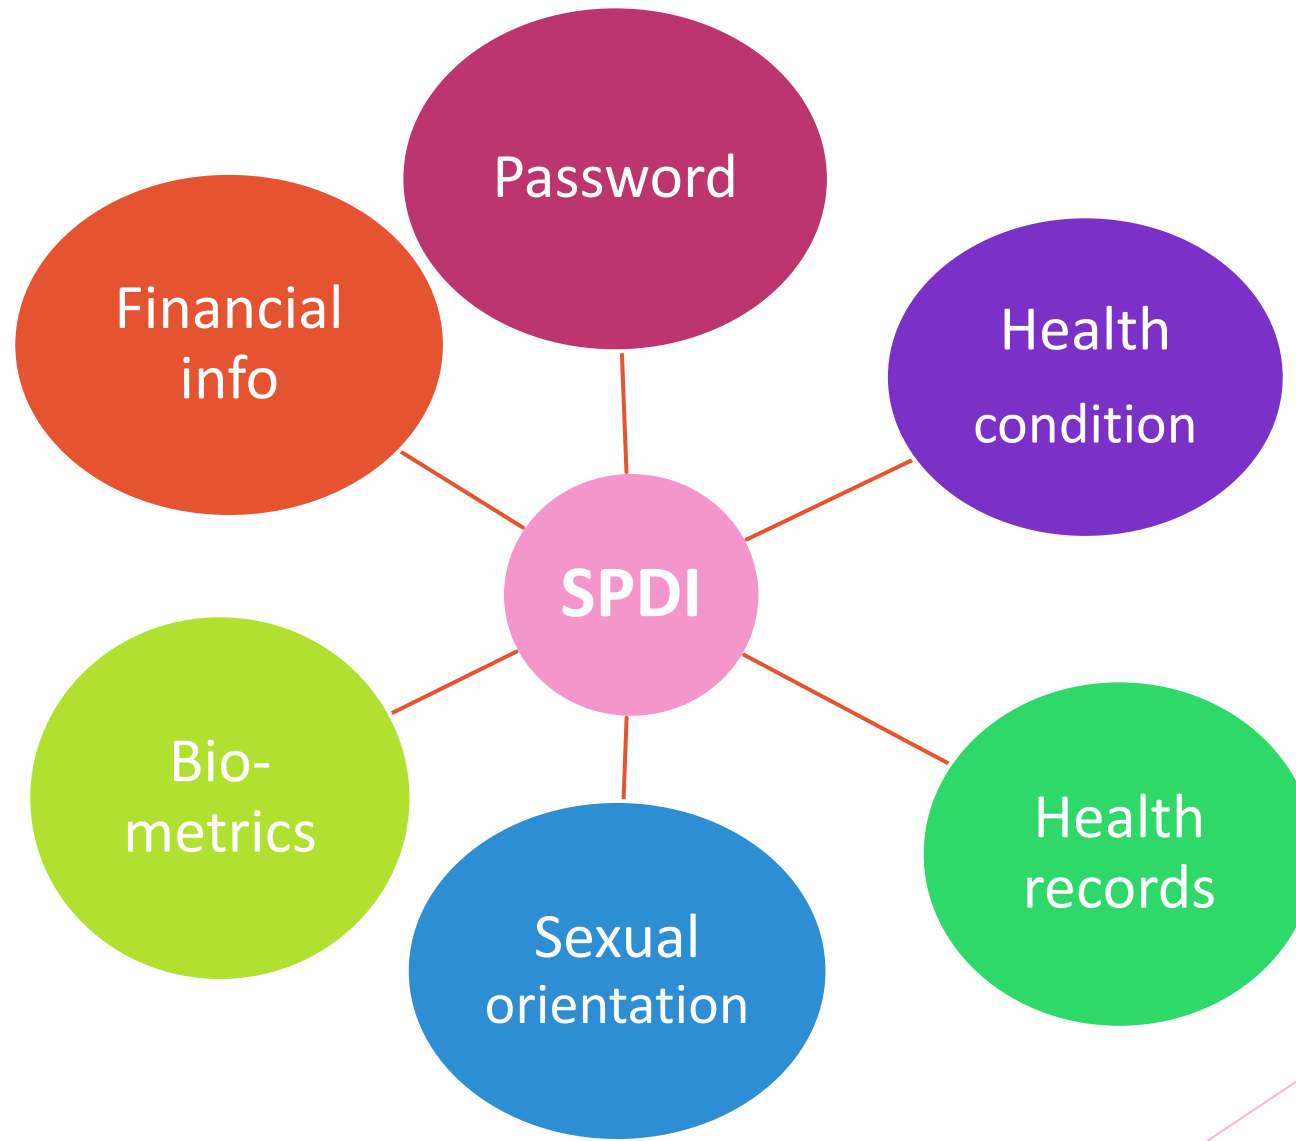 Password
Financial
info
Health
condition
SPDI
Bio-
metrics
Health
records
Sexual
orientation